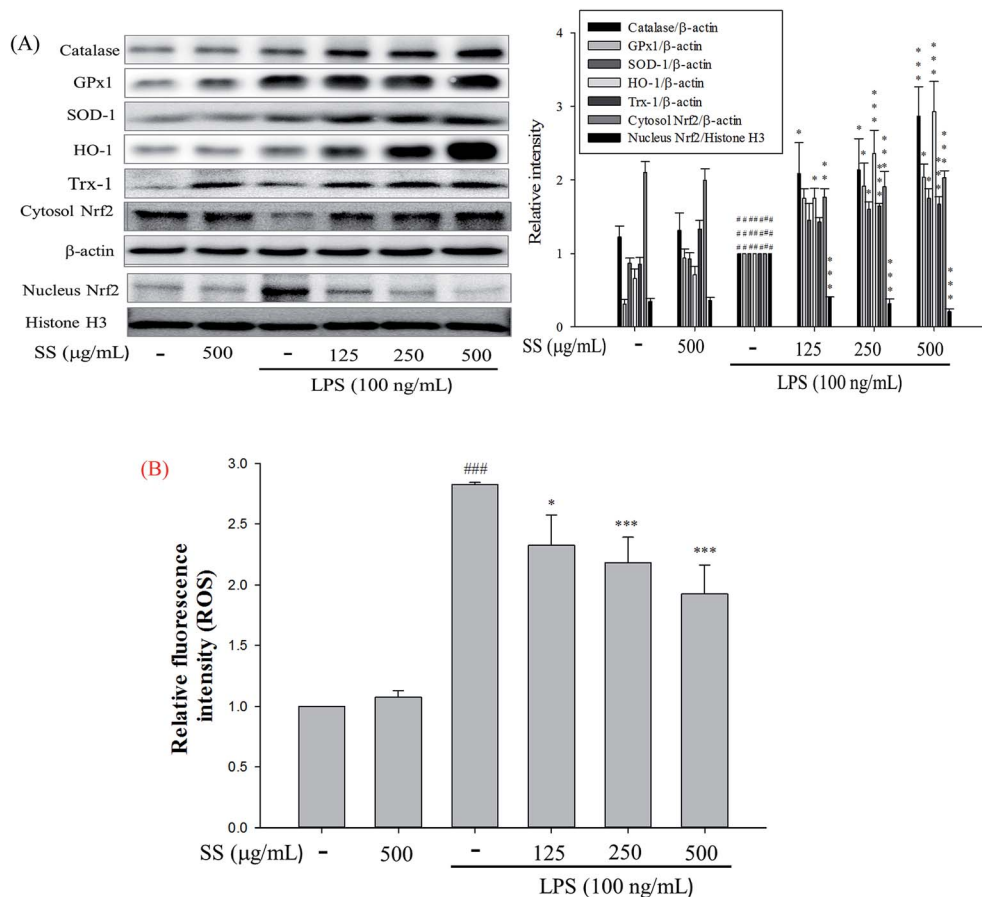 (A)
Catalase
GPx1
SOD-1
HO-1
Trx-1
Cytosol Nrf2
β-actin
Nucleus Nrf2
Histone H3
SS (μg/mL) - 500 - 125 250 500
LPS (100 ng/mL)
Catalase/β-actin
GPx1/β-actin
SOD-1/β-actin
HO-1/β-actin
Trx-1/β-actin
Cytosol Nrf2/β-actin
Nucleus Nrf2/Histone H3
Relative intensity
4
3
2
1
0
SS (μg/mL) - 500 - 125 250 500
LPS (100 ng/mL)
(B)
Relative fluorescence
intensity (ROS)
3.0
2.5
2.0
1.5
1.0
0.5
0.0
###
*
***
***
SS (μg/mL) - 500 - 125 250 500
LPS (100 ng/mL)